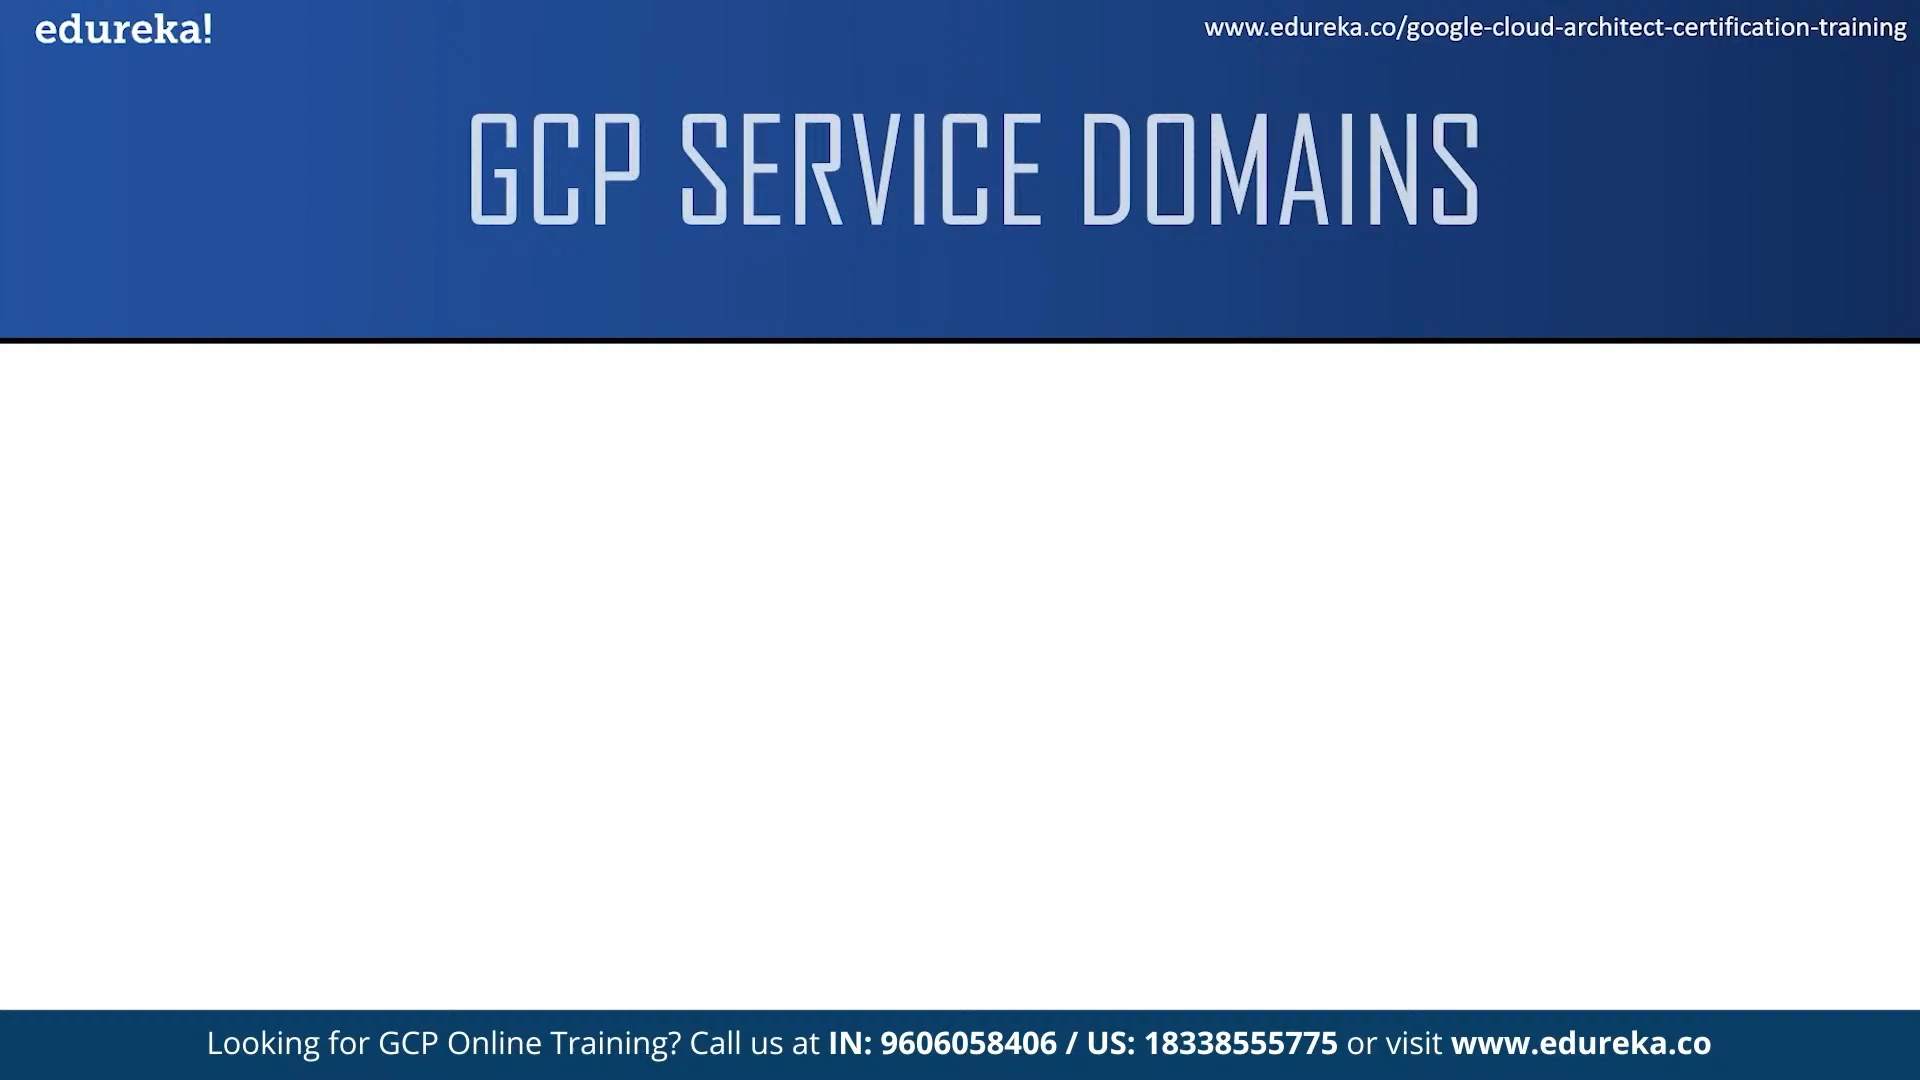 edureka!
www.edureka.co/google-cloud-architect-certification-training
GCP SERVICE DOMAINS
Looking for GCP Online Training? Call us at IN: 9606058406 / US: 18338555775 or visit www.edureka.co